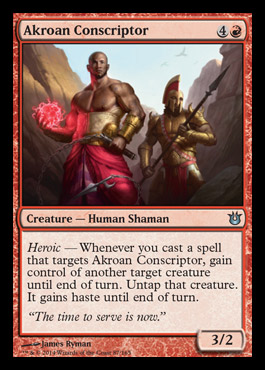 Akroan Conscriptor 4
Creature — Human Shaman
Heroic — Whenever you cast a spell
that targets Akroan Conscriptor, gain
control of another target creature
until end of turn. Untap that creature.
It gains haste until end of turn.
“The time to serve is now.”
3/2
James Ryman
™ & © 2014 Wizards of the Coast 87/165